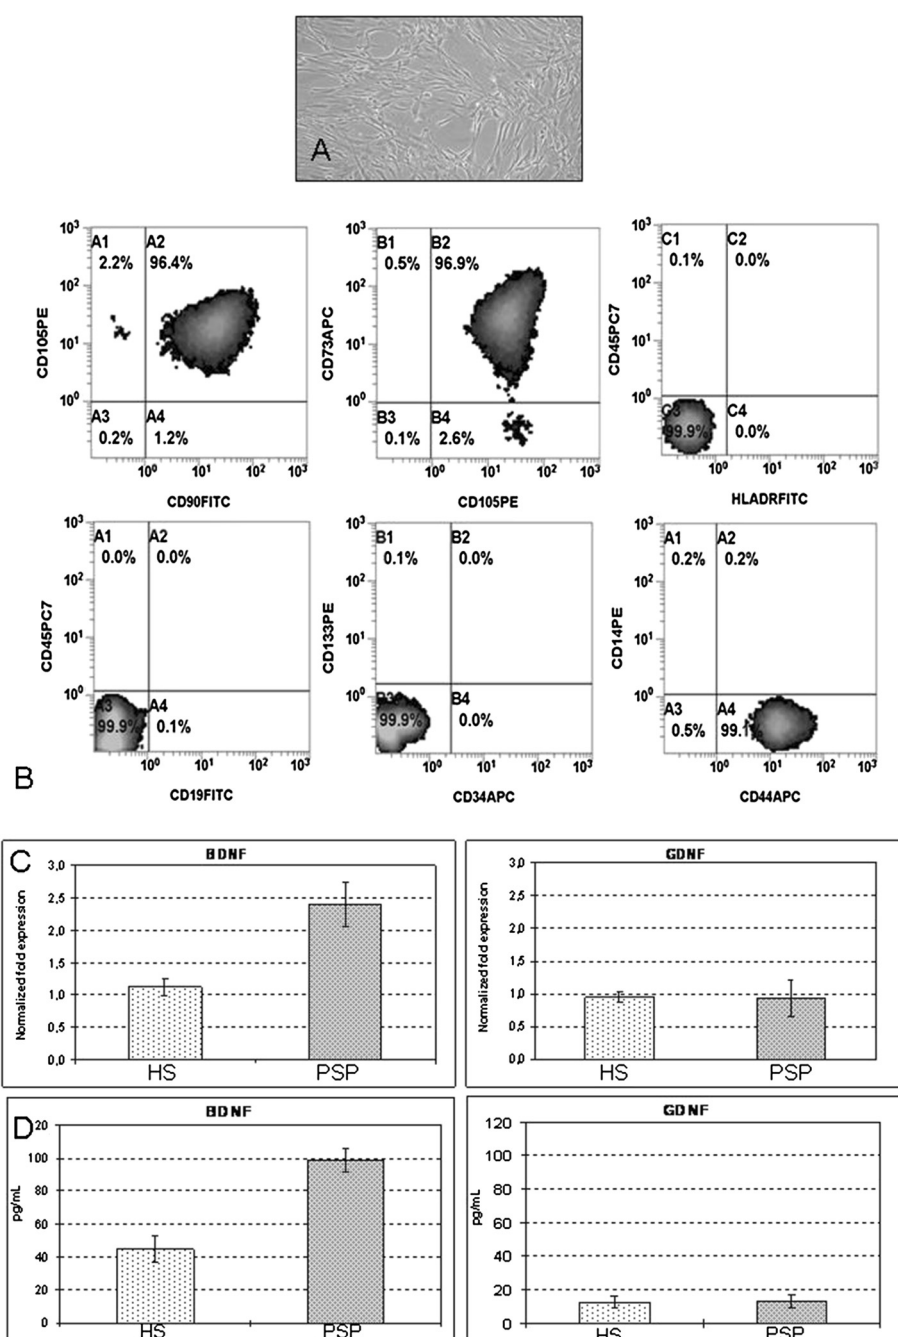 A
10³ 10³ 10³
A1 A2 B1 B2 C1 C2
2.2% 96.4% 0.5% 96.9% 0.1% 0.0%
10² 10² 10²
CD105PE CD73APC CD45PC7
10¹ 10¹ 10¹
10⁰ 10⁰ 10⁰
A3 A4 B3 B4 C3 C4
0.2% 1.2% 0.1% 2.6% 99.9% 0.0%
10⁰ 10¹ 10² 10³ 10⁰ 10¹ 10² 10³ 10⁰ 10¹ 10² 10³
CD90FITC CD105PE HLADRFITC
10³ 10³ 10³
A1 A2 B1 B2 A1 A2
0.0% 0.0% 0.1% 0.0% 0.2% 0.2%
10² 10² 10²
CD45PC7 CD133PE CD14PE
10¹ 10¹ 10¹
10⁰ 10⁰ 10⁰
A3 A4 B3 B4 A3 A4
99.9% 0.1% 99.9% 0.0% 0.5% 99.1%
10⁰ 10¹ 10² 10³ 10⁰ 10¹ 10² 10³ 10⁰ 10¹ 10² 10³
B
CD19FITC CD34APC CD44APC
C
BDNF GDNF
Normalized fold expression Normalized fold expression
3,0 3,0
2,5 2,5
2,0 2,0
1,5 1,5
1,0 1,0
0,5 0,5
0,0 0,0
HS PSP HS PSP
D
BDNF GDNF
pg/mL pg/mL
20 120
100 100
80 80
60 60
40 40
20 20
0 0
HS PSP HS PSP